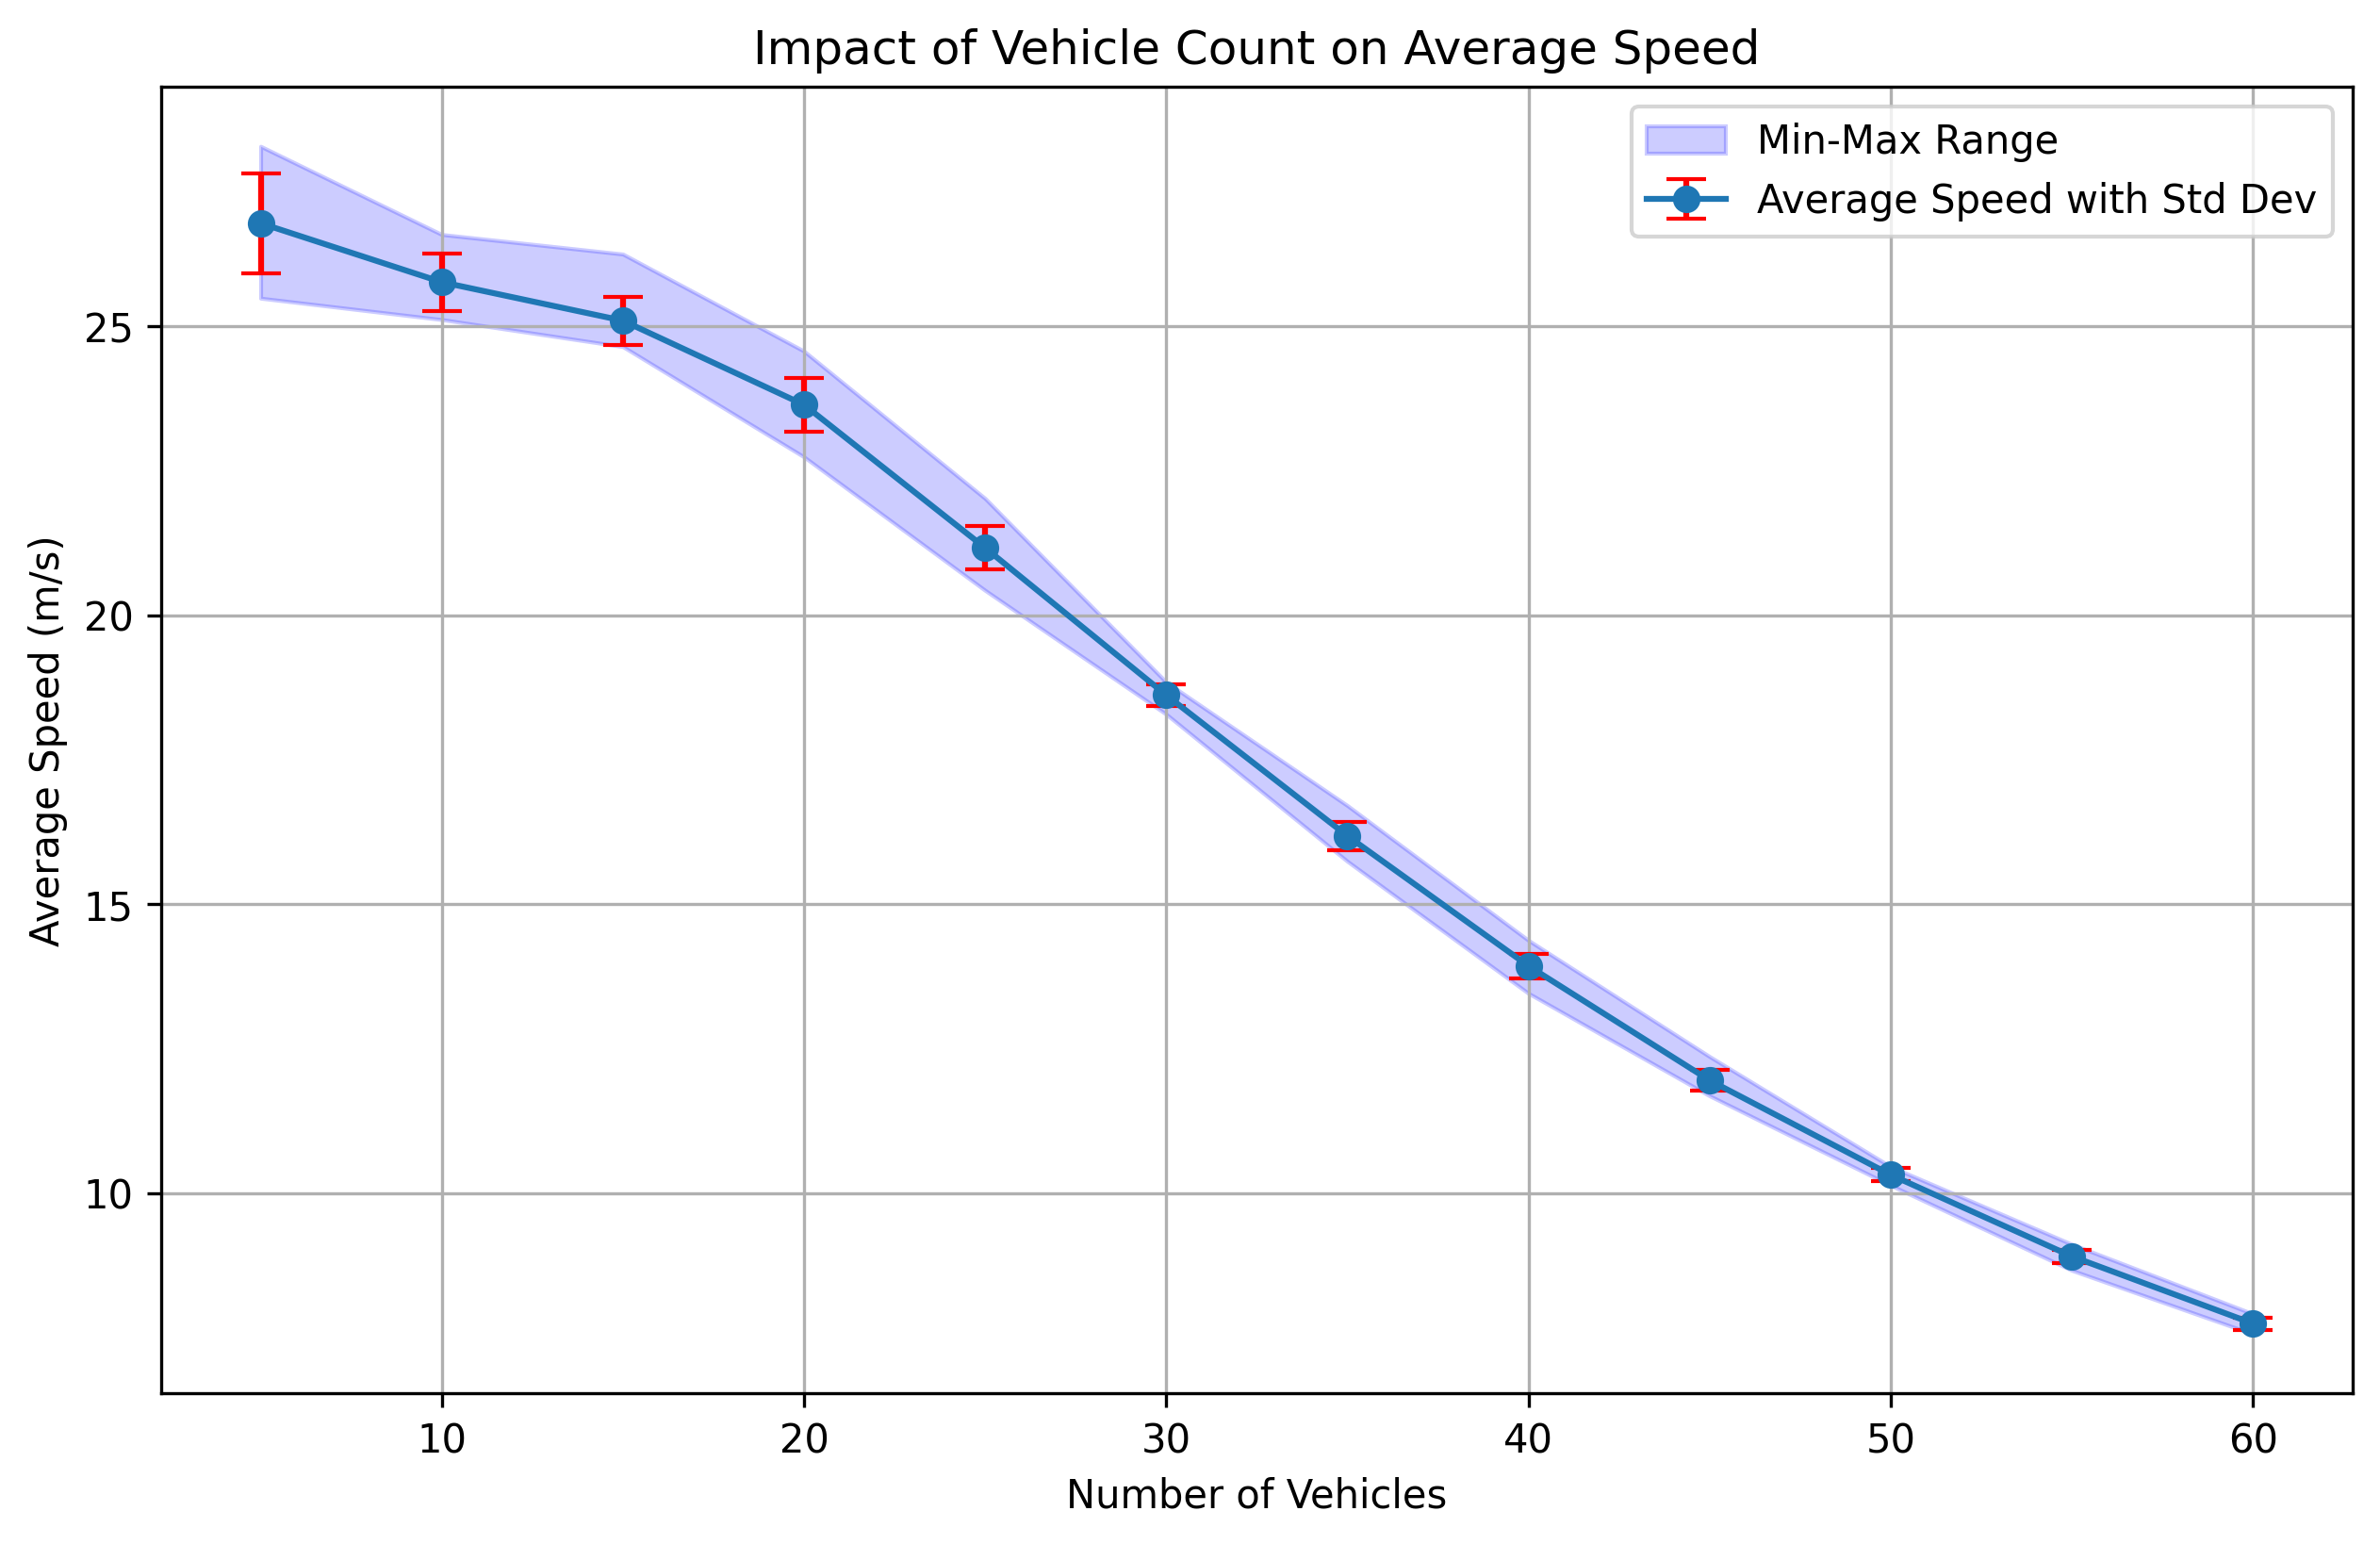 Impact of Vehicle Count on Average Speed
Min-Max Range
Average Speed with Std Dev
Average Speed (m/s)
25
20
15
10
10 20 30 40 50 60
Number of Vehicles